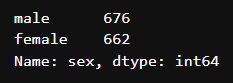 male      676
female    662
Name: sex, dtype: int64